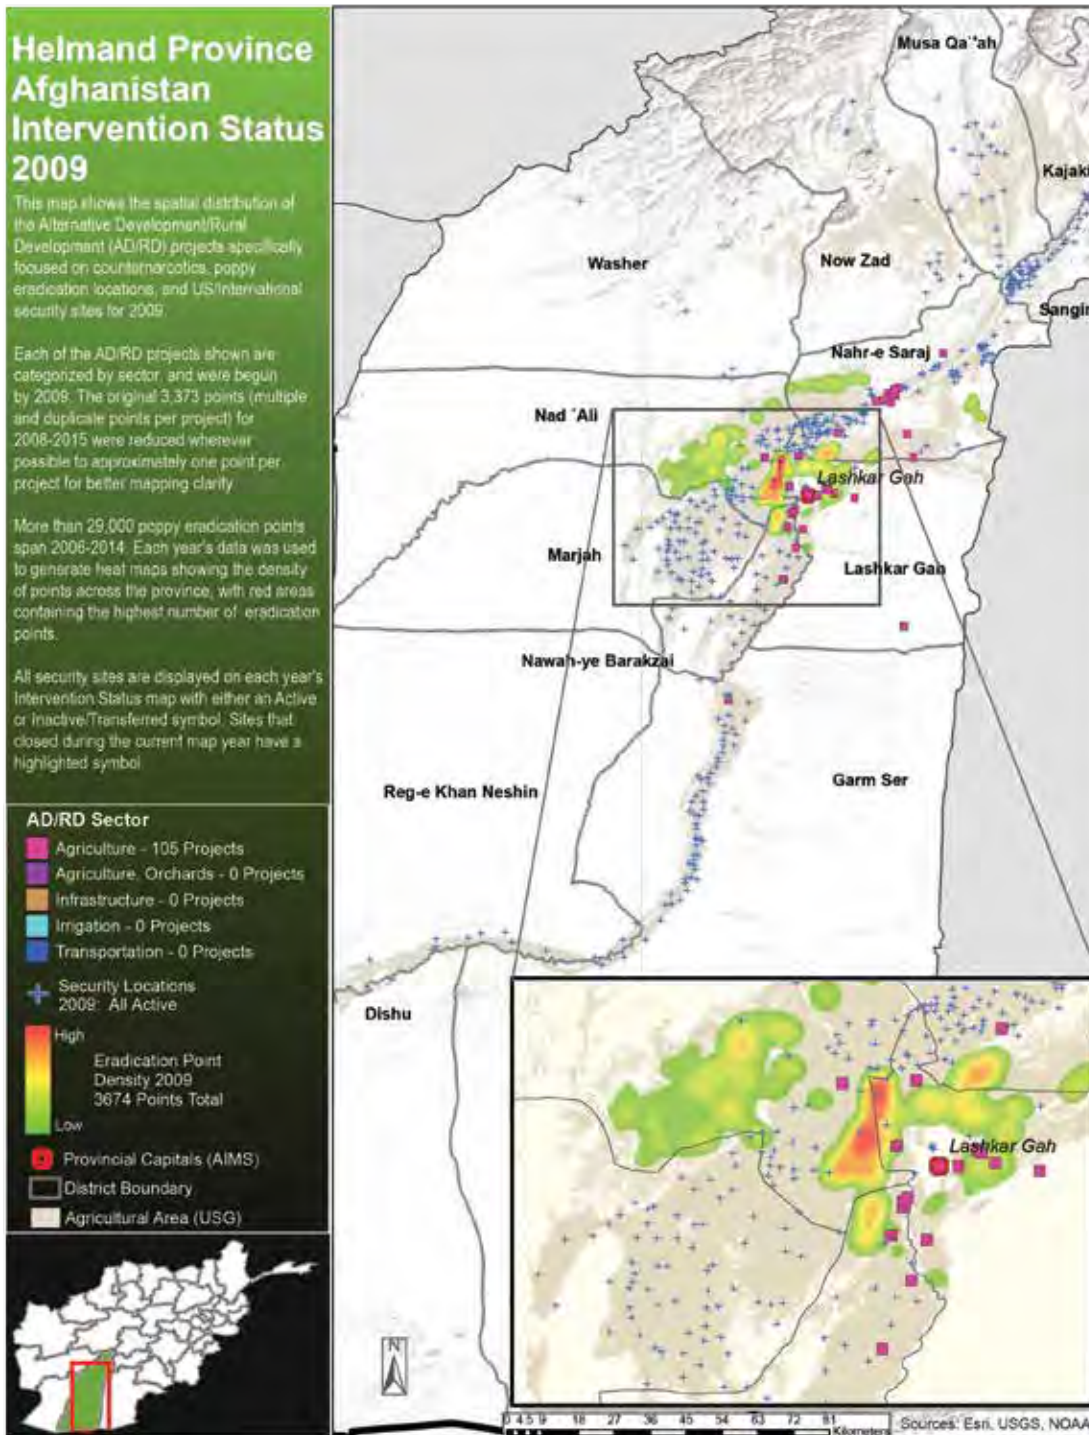 Helmand Province
Afghanistan
Intervention Status
2009
This map shows the spatial distribution of
the Alternative Development/Rural
Development (AD/RD) projects specifically
focused on counternarcotics, poppy
eradication locations, and US/International
security sites for 2009.
Each of the AD/RD projects shown are
categorized by sector, and were begun
by 2009. The original 3,373 points (multiple
and duplicate points per project) for
2008-2015 were reduced wherever
possible to approximately one point per
project for better mapping clarity.
More than 29,000 poppy eradication points
span 2006-2014. Each year's data was used
to generate heat maps showing the density
of points across the province, with red areas
containing the highest number of eradication
points.
All security sites are displayed on each year's
Intervention Status map with either an Active
or Inactive/Transferred symbol. Sites that
closed during the current map year have a
highlighted symbol.
AD/RD Sector
Agriculture - 105 Projects
Agriculture, Orchards - 0 Projects
Infrastructure - 0 Projects
Irrigation - 0 Projects
Transportation - 0 Projects
Security Locations
2009: All Active
High
Eradication Point
Density 2009
3674 Points Total
Low
Provincial Capitals (AIMS)
District Boundary
Agricultural Area (USG)
Musa Qa'
Kajaki
Washer
Now Zad
Sangin
Nahr-e Saraj
Nad 'Ali
Lashkar Gah
Marjah
Lashkar Gah
Nawah-ye Barakzai
Reg-e Khan Neshin
Garm Ser
Dishu
Lashkar Gah
N
0 4.5 9 18 27 36 45 54 63 72 81
Kilometers
Sources: Esri, USGS, NOAA